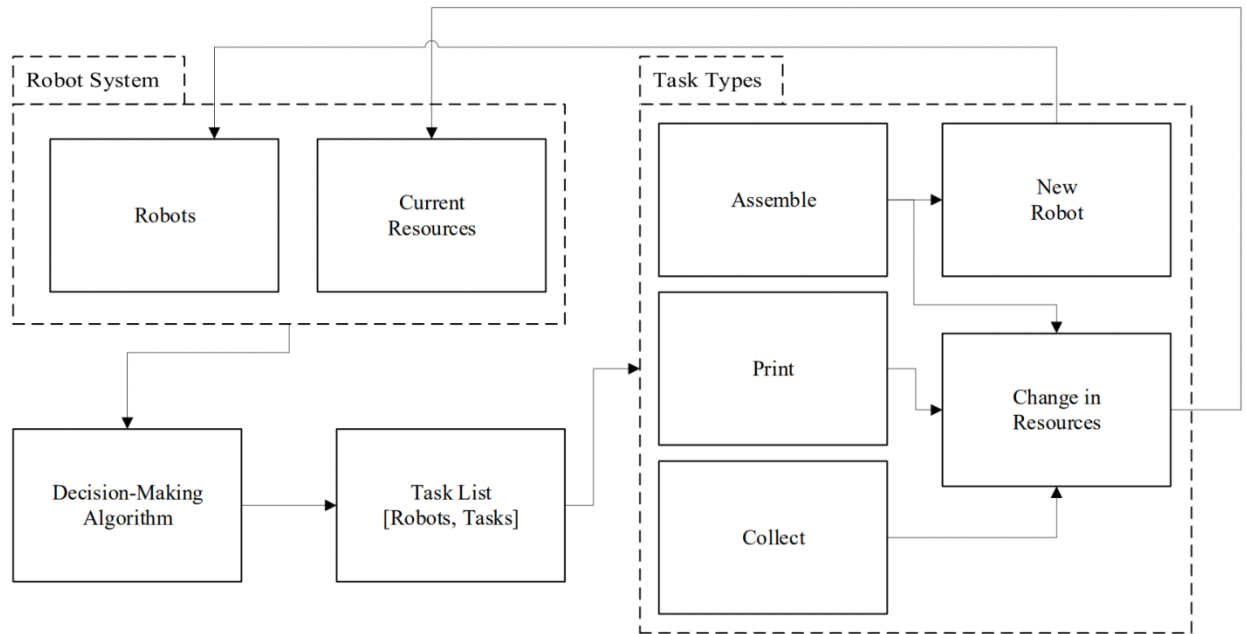 Robot System
Robots
Current
Resources
Decision-Making
Algorithm
Task List
[Robots, Tasks]
Task Types
Assemble
New
Robot
Print
Change in
Resources
Collect